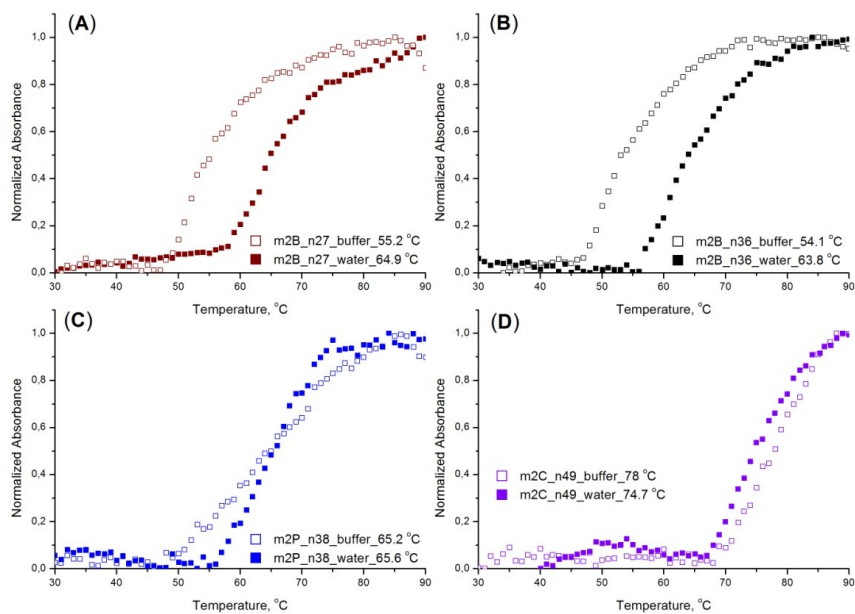 (A)
Normalized Absorbance
1,0
0,8
0,6
0,4
0,2
0,0
m2B_n27_buffer_55.2 °C
m2B_n27_water_64.9 °C
30 40 50 60 70 80 90
Temperature, °C
(B)
Normalized Absorbance
1,0
0,8
0,6
0,4
0,2
0,0
m2B_n36_buffer_54.1 °C
m2B_n36_water_63.8 °C
30 40 50 60 70 80 90
Temperature, °C
(C)
Normalized Absorbance
1,0
0,8
0,6
0,4
0,2
0,0
m2P_n38_buffer_65.2 °C
m2P_n38_water_65.6 °C
30 40 50 60 70 80 90
Temperature, °C
(D)
Normalized Absorbance
1,0
0,8
0,6
0,4
0,2
0,0
m2C_n49_buffer_78 °C
m2C_n49_water_74.7 °C
30 40 50 60 70 80 90
Temperature, °C